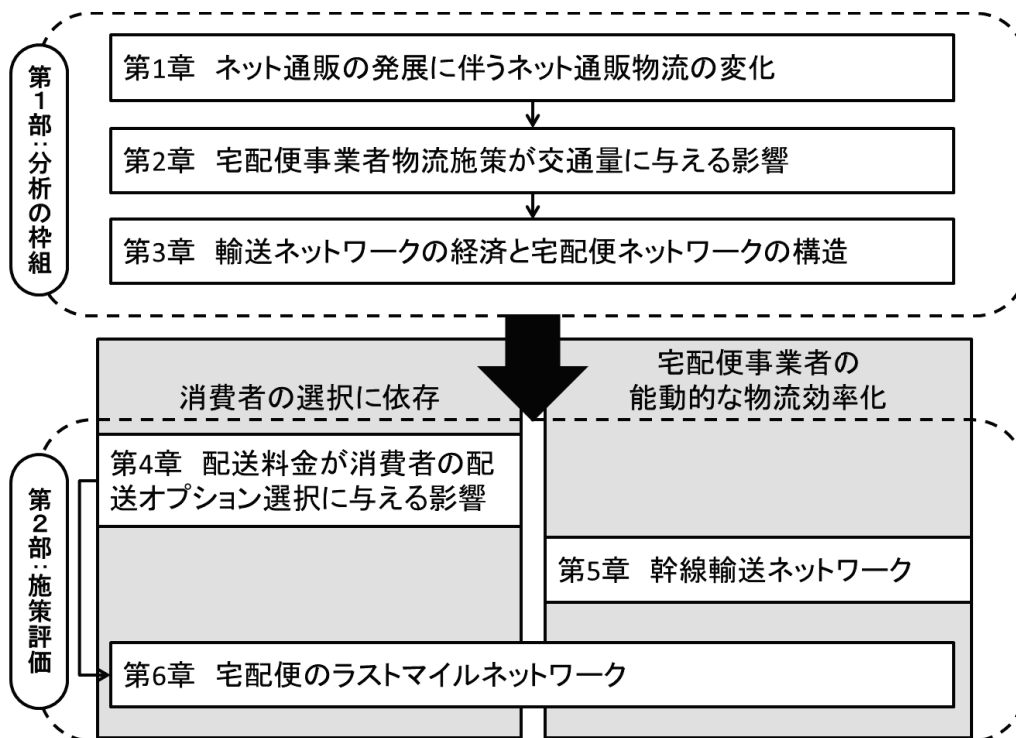 第1部:分析の枠組
第1章 ネット通販の発展に伴うネット通販物流の変化
第2章 宅配便事業者物流施策が交通量に与える影響
第3章 輸送ネットワークの経済と宅配便ネットワークの構造
消費者の選択に依存
宅配便事業者の
能動的な物流効率化
第2部:施策評価
第4章 配送料金が消費者の配
送オプション選択に与える影響
第5章 幹線輸送ネットワーク
第6章 宅配便のラストマイルネットワーク